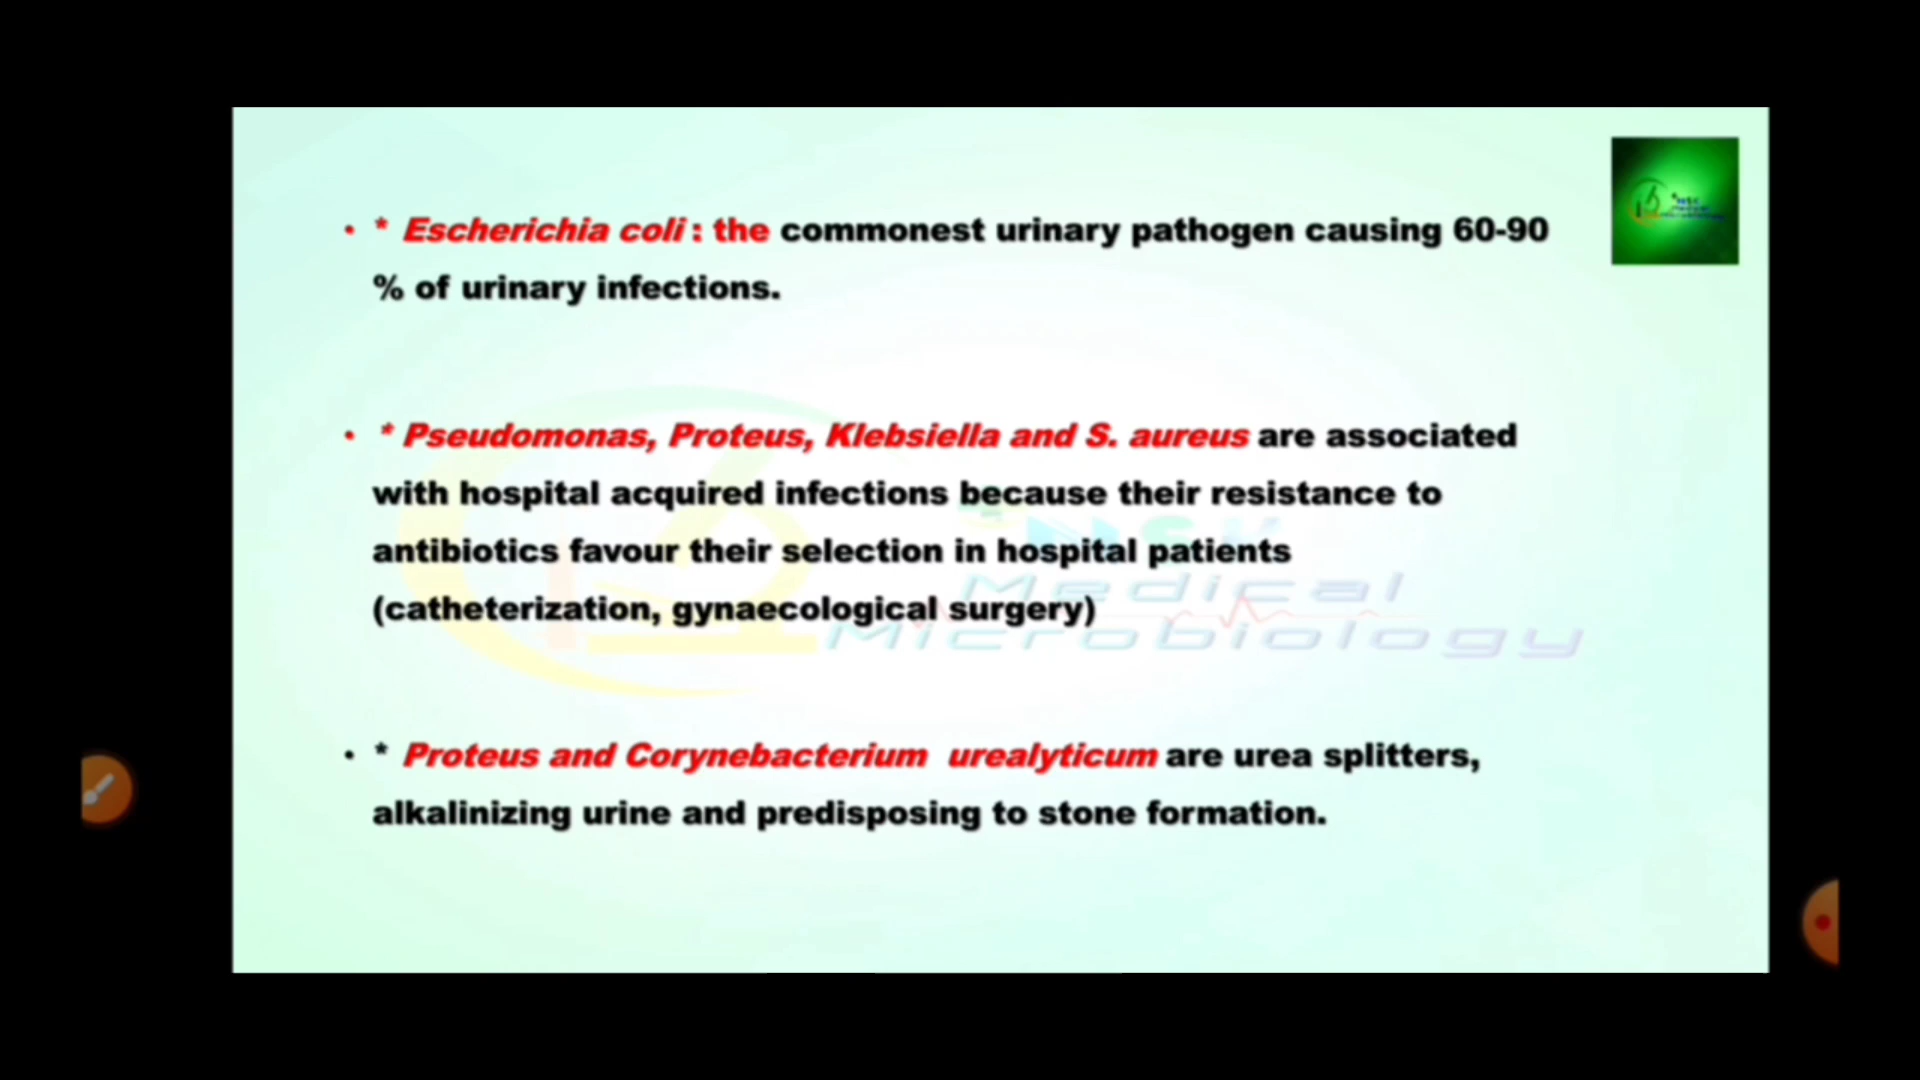 • * Escherichia coli : the commonest urinary pathogen causing 60-90
% of urinary infections.
• * Pseudomonas, Proteus, Klebsiella and S. aureus are associated
with hospital acquired infections because their resistance to
antibiotics favour their selection in hospital patients
(catheterization, gynaecological surgery)
• * Proteus and Corynebacterium urealyticum are urea splitters,
alkalinizing urine and predisposing to stone formation.
Medical
Microbiology